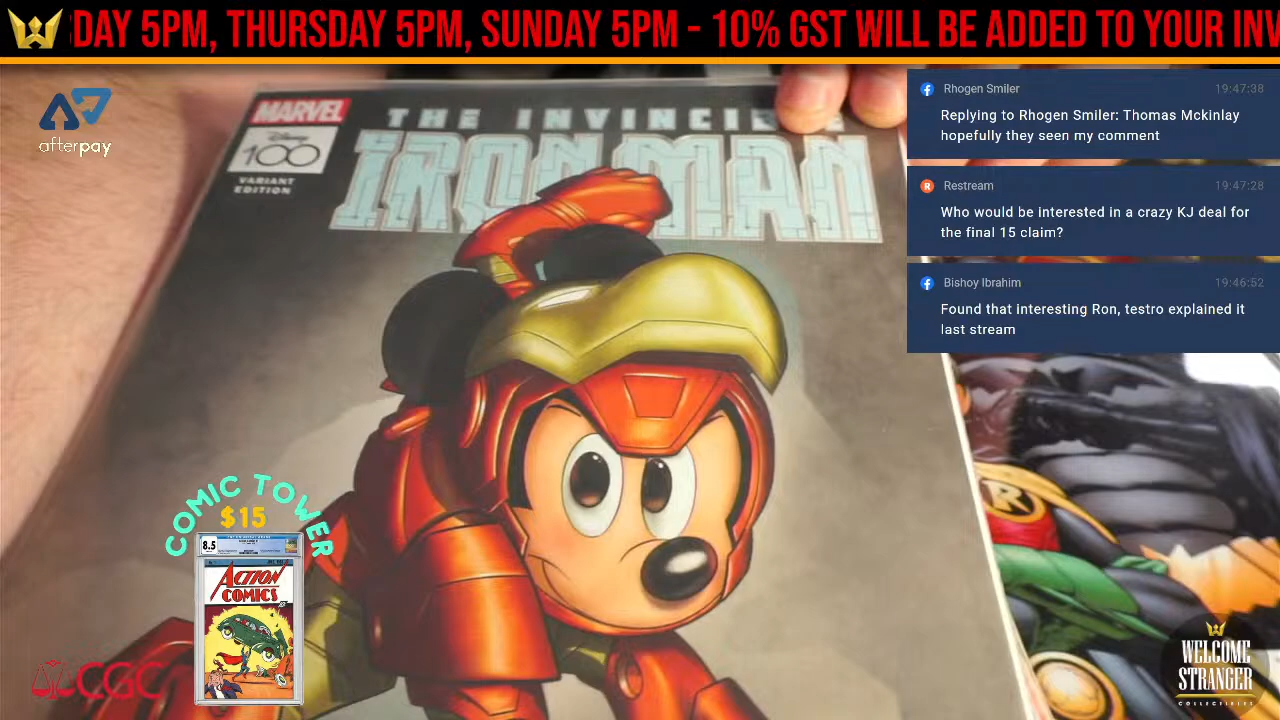 DAY 5PM, THURSDAY 5PM, SUNDAY 5PM - 10% GST WILL BE ADDED TO YOUR INV
afterpay
MARVEL
Disney
100
VARIANT
EDITION
THE INVINCIBLE
IRON MAN
Rhogen Smiler 19:47:38
Replying to Rhogen Smiler: Thomas Mckinlay
hopefully they seen my comment
Restream 19:47:28
Who would be interested in a crazy KJ deal for
the final 15 claim?
Bishoy Ibrahim 19:46:52
Found that interesting Ron, testro explained it
last stream
R
COMIC TOWER
$15
8.5
ACTION
COMICS
CGC
WELCOME
STRANGER
COLLECTIBLES